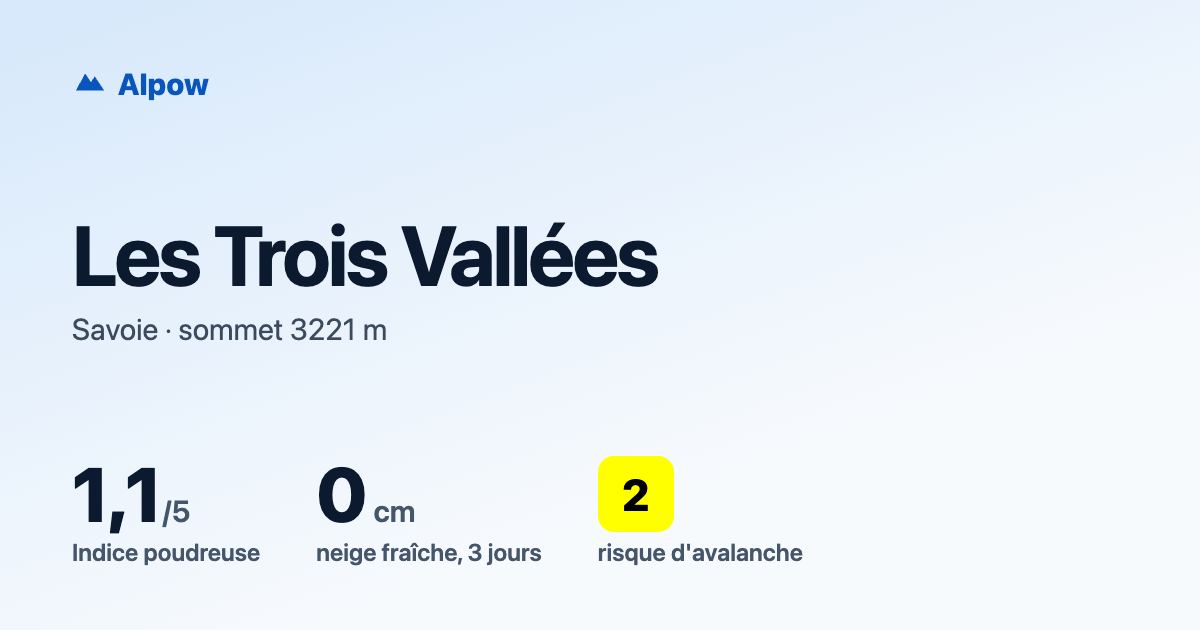 Alpow
Les Trois Vallées
Savoie · sommet 3221 m
1,1/5
Indice poudreuse
0 cm
neige fraîche, 3 jours
2
risque d'avalanche